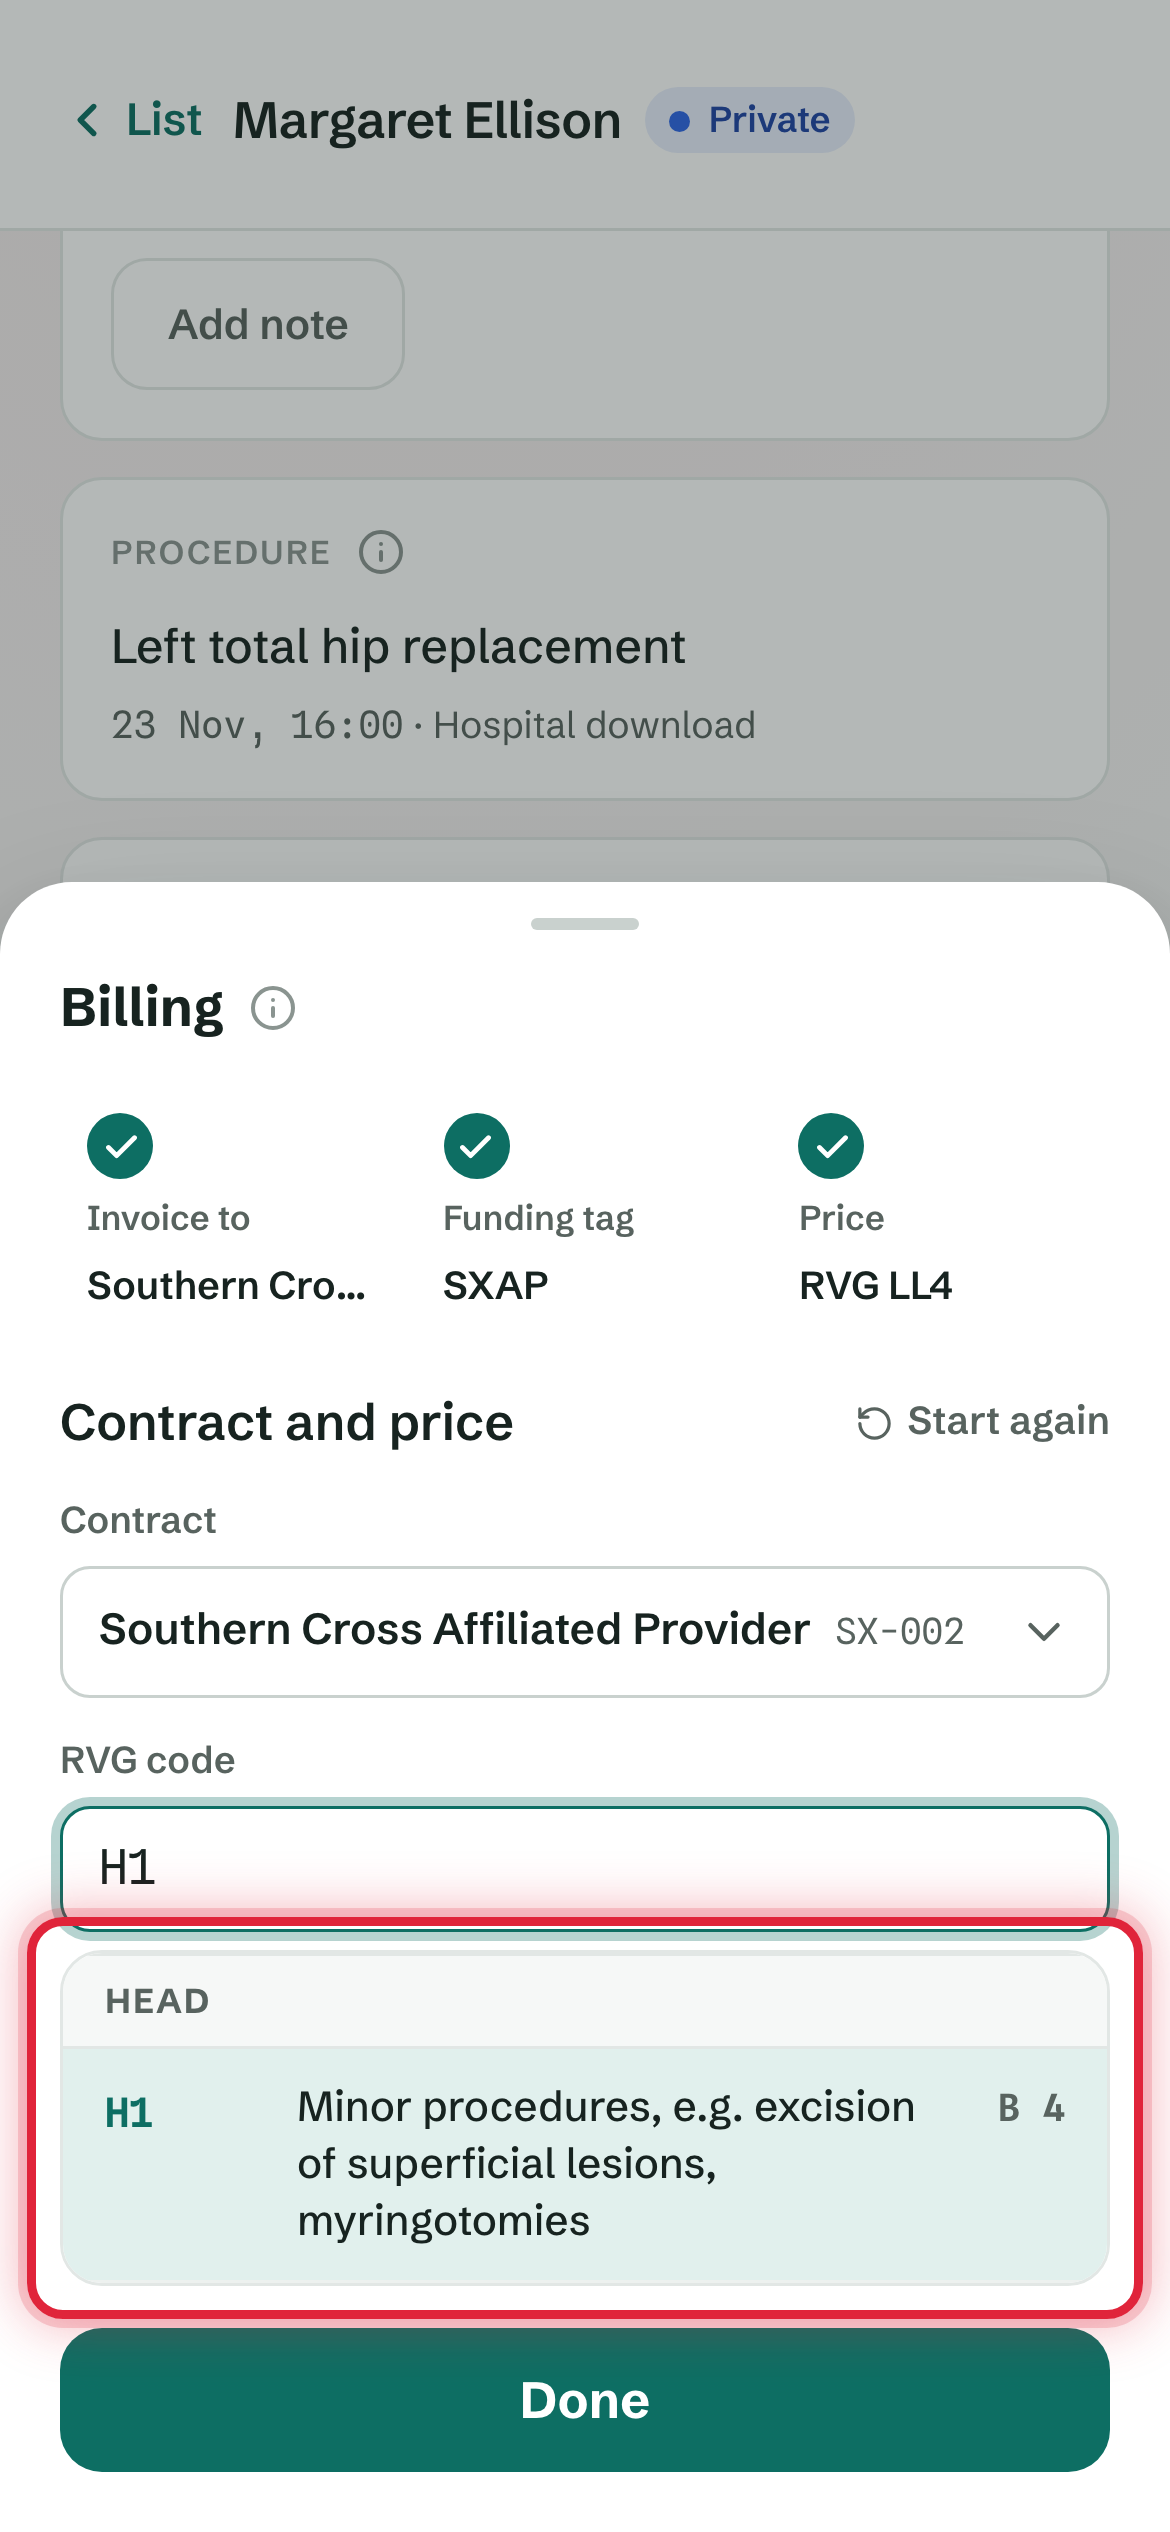 List Margaret Ellison Private
Add note
PROCEDURE
Left total hip replacement
23 Nov, 16:00 · Hospital download
Billing
Invoice to Funding tag Price
Southern Cro... SXAP RVG LL4
Contract and price Start again
Contract
Southern Cross Affiliated Provider SX-002
RVG code
H1
HEAD
H1 Minor procedures, e.g. excision B 4
of superficial lesions,
myringotomies
Done